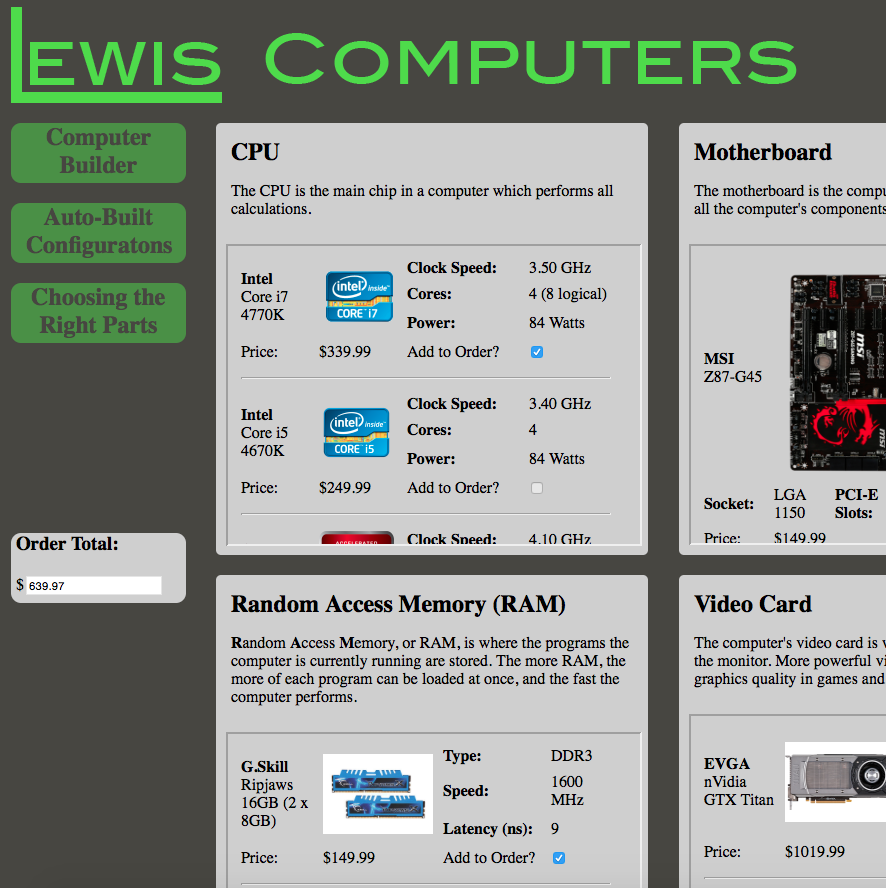 Lewis Computers
Computer
Builder
Auto-Built
Configuratons
Choosing the
Right Parts
Order Total:
$ 639.97
CPU
The CPU is the main chip in a computer which performs all
calculations.
Intel
Core i7
4770K
intel inside™
CORE™ i7
Clock Speed: 3.50 GHz
Cores: 4 (8 logical)
Power: 84 Watts
Price: $339.99 Add to Order?
Intel
Core i5
4670K
intel inside™
CORE™ i5
Clock Speed: 3.40 GHz
Cores: 4
Power: 84 Watts
Price: $249.99 Add to Order?
ACCELERATED
Clock Speed: 4.10 GHz
Motherboard
The motherboard is the compu
all the computer's components
MSI
Z87-G45
msi
msi
Socket: LGA
1150
PCI-E
Slots:
Price: $149.99
Random Access Memory (RAM)
Random Access Memory, or RAM, is where the programs the
computer is currently running are stored. The more RAM, the
more of each program can be loaded at once, and the fast the
computer performs.
G.Skill
Ripjaws
16GB (2 x
8GB)
Type: DDR3
Speed: 1600
MHz
Latency (ns): 9
Price: $149.99 Add to Order?
Video Card
The computer's video card is
the monitor. More powerful vi
graphics quality in games and
EVGA
nVidia
GTX Titan
Price: $1019.99